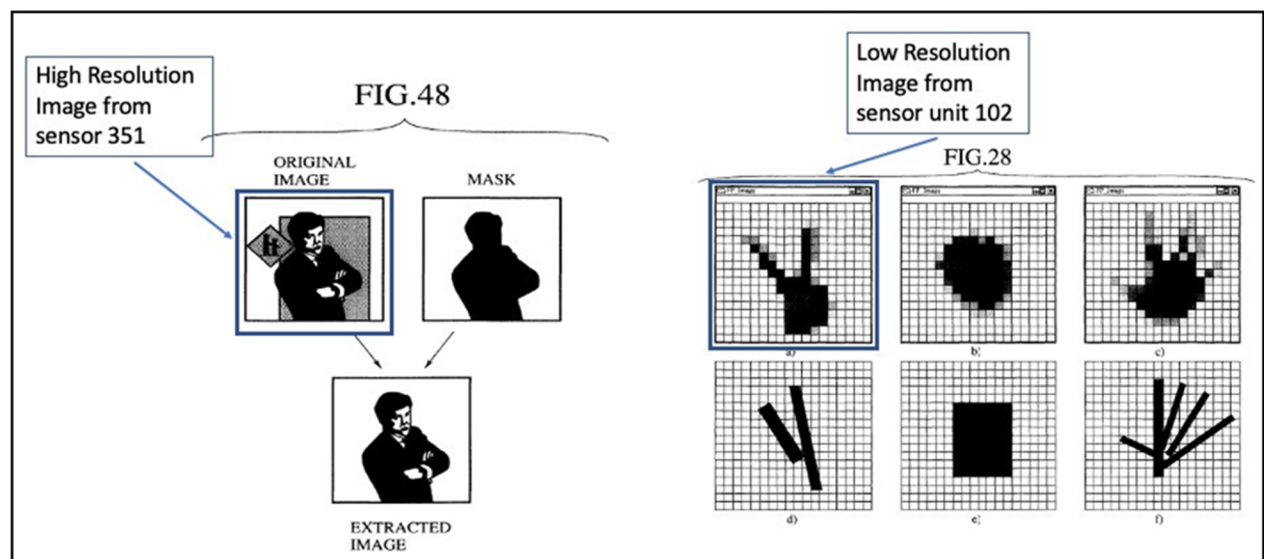 High Resolution
Image from
sensor 351
FIG.48
ORIGINAL
IMAGE
MASK
EXTRACTED
IMAGE
Low Resolution
Image from
sensor unit 102
FIG.28
a)
b)
c)
d)
e)
f)